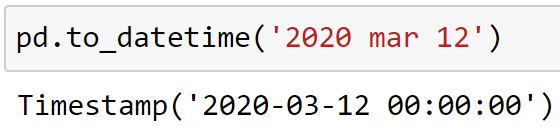 pd.to_datetime('2020 mar 12')
Timestamp('2020-03-12 00:00:00')